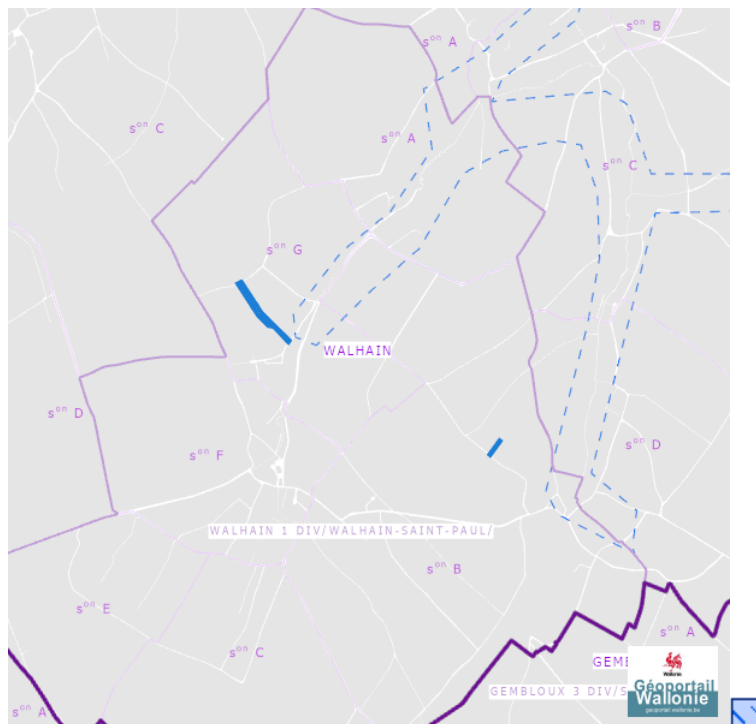 sᵒⁿ B
sᵒⁿ A
sᵒⁿ C
sᵒⁿ A
sᵒⁿ C
sᵒⁿ G
WALHAIN
sᵒⁿ D
sᵒⁿ F
sᵒⁿ D
WALHAIN 1 DIV/WALHAIN-SAINT-PAUL/
sᵒⁿ B
sᵒⁿ E
sᵒⁿ A
sᵒⁿ C
GEMB
GEMBLOUX 3 DIV/S
sᵒⁿ A
Wallonie
Géoportail
Wallonie
geoportail.wallonie.be